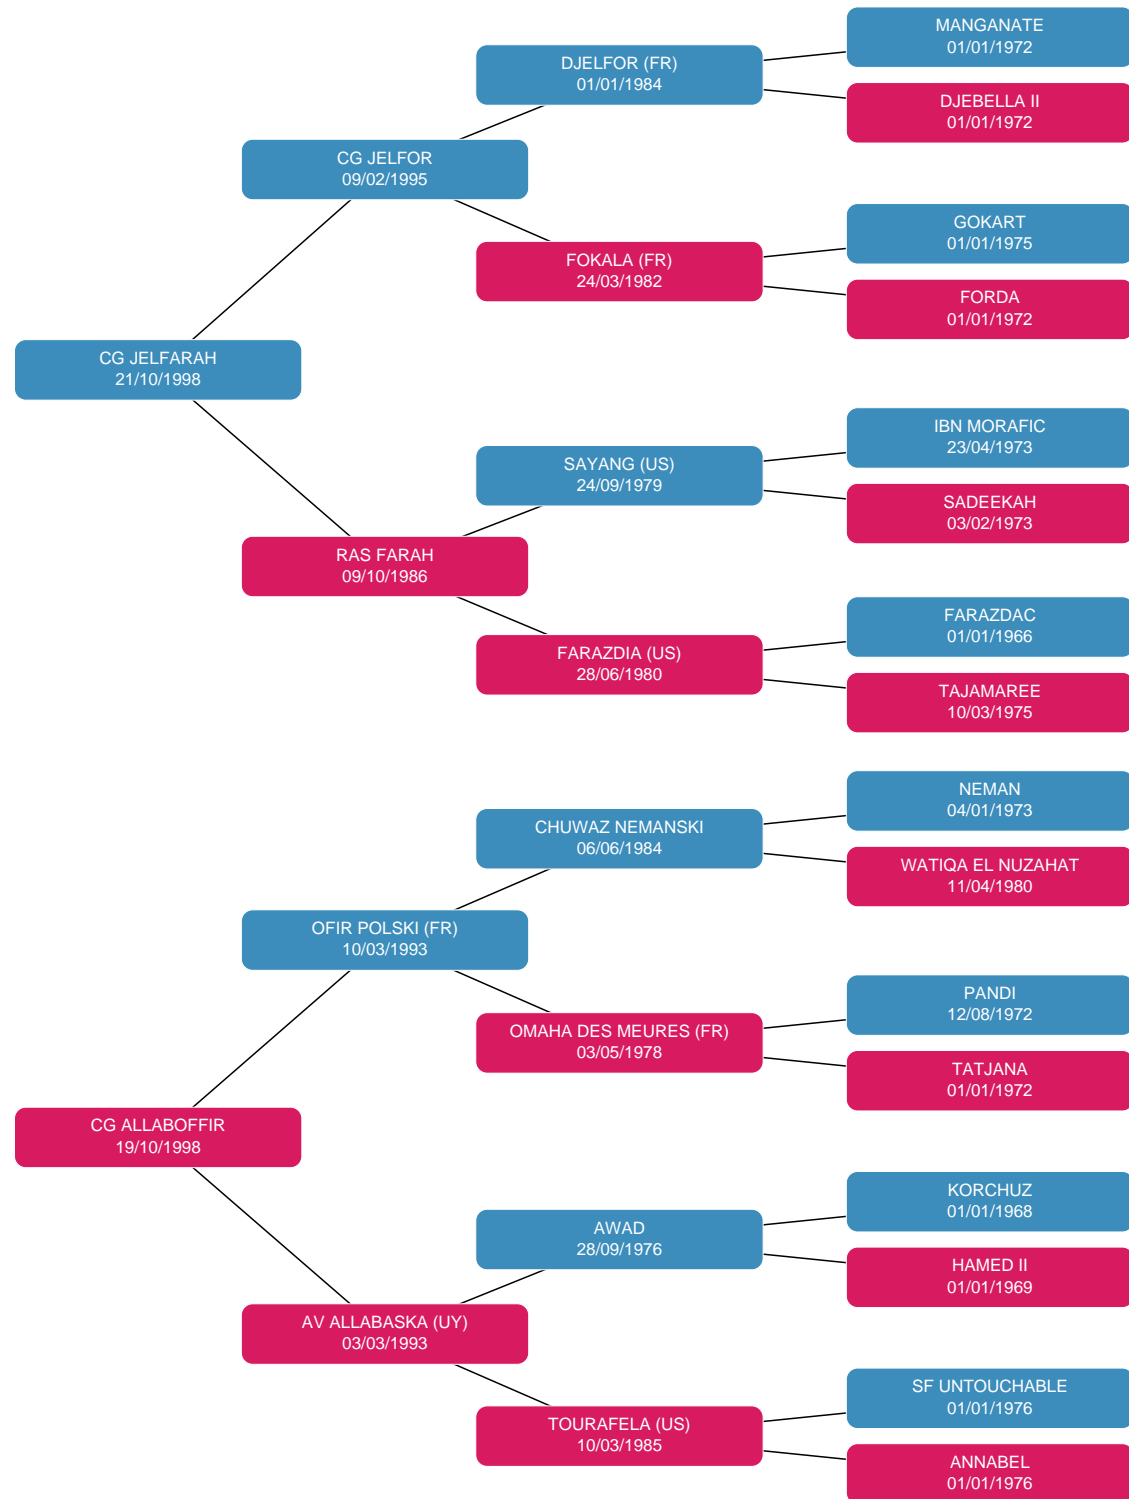 MANGANATE
01/01/1972
DJELFOR (FR)
01/01/1984
DJEBELLA II
01/01/1972
CG JELFOR
09/02/1995
GOKART
01/01/1975
FOKALA (FR)
24/03/1982
FORDA
01/01/1972
CG JELFARAH
21/10/1998
IBN MORAFIC
23/04/1973
SAYANG (US)
24/09/1979
SADEEKAH
03/02/1973
RAS FARAH
09/10/1986
FARAZDAC
01/01/1966
FARAZDIA (US)
28/06/1980
TAJAMAREE
10/03/1975
NEMAN
04/01/1973
CHUWAZ NEMANSKI
06/06/1984
WATIQA EL NUZAHAT
11/04/1980
OFIR POLSKI (FR)
10/03/1993
PANDI
12/08/1972
OMAHA DES MEURES (FR)
03/05/1978
TATJANA
01/01/1972
CG ALLABOFFIR
19/10/1998
KORCHUZ
01/01/1968
AWAD
28/09/1976
HAMED II
01/01/1969
AV ALLABASKA (UY)
03/03/1993
SF UNTOUCHABLE
01/01/1976
TOURAFELA (US)
10/03/1985
ANNABEL
01/01/1976